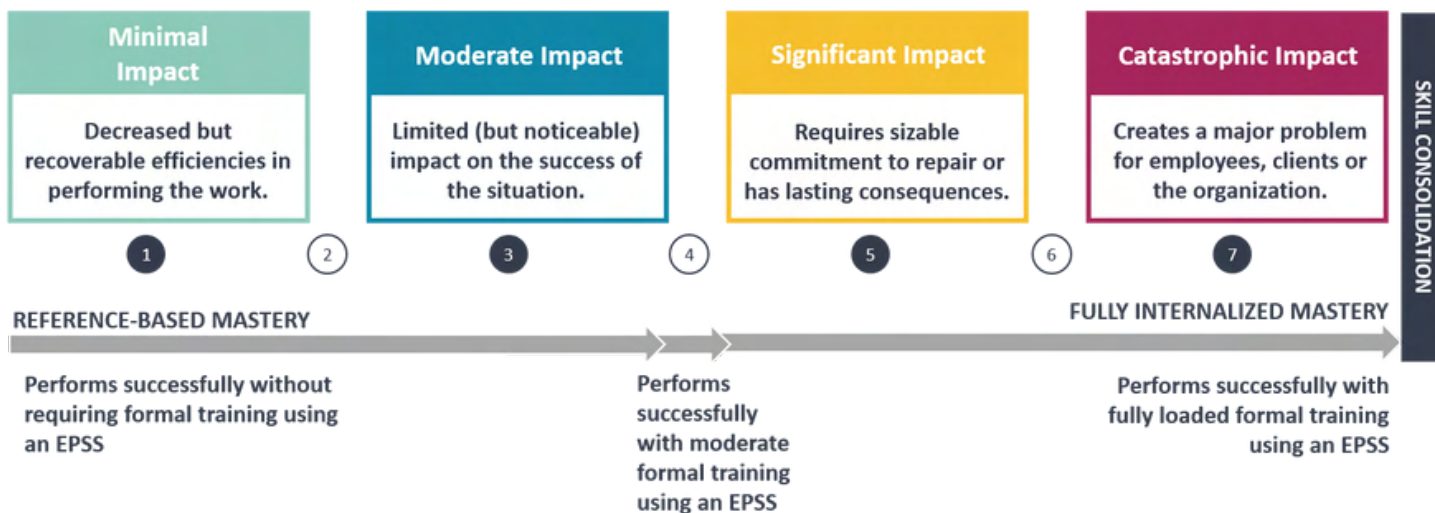 Minimal
Impact
Decreased but
recoverable efficiencies in
performing the work.
Moderate Impact
Limited (but noticeable)
impact on the success of
the situation.
Significant Impact
Requires sizable
commitment to repair or
has lasting consequences.
Catastrophic Impact
Creates a major problem
for employees, clients or
the organization.
SKILL CONSOLIDATION
1
2
3
4
5
6
7
REFERENCE-BASED MASTERY
FULLY INTERNALIZED MASTERY
Performs successfully without
requiring formal training using
an EPSS
Performs
successfully
with moderate
formal training
using an EPSS
Performs successfully with
fully loaded formal training
using an EPSS